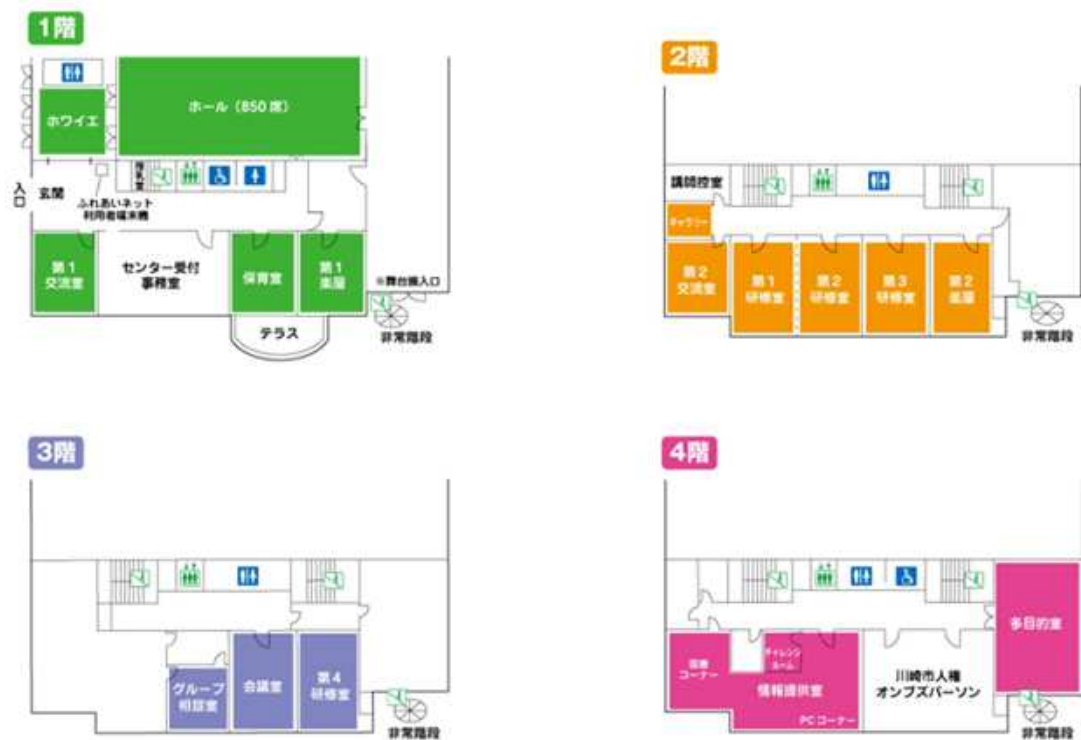 1階
ホール（850席）
ホワイエ
授乳室
入口
玄関
ふれあいネット
利用者端末機
第1
交流室
センター受付
事務室
保育室
第1
楽屋
※舞台搬入口
テラス
非常階段
2階
講師控室
ギャラリー
第2
交流室
第1
研修室
第2
研修室
第3
研修室
第2
楽屋
非常階段
3階
グループ
相談室
会議室
第4
研修室
非常階段
4階
多目的室
コーナー
チャレンジ
ルーム
情報提供室
PCコーナー
川崎市人権
オンブズパーソン
非常階段